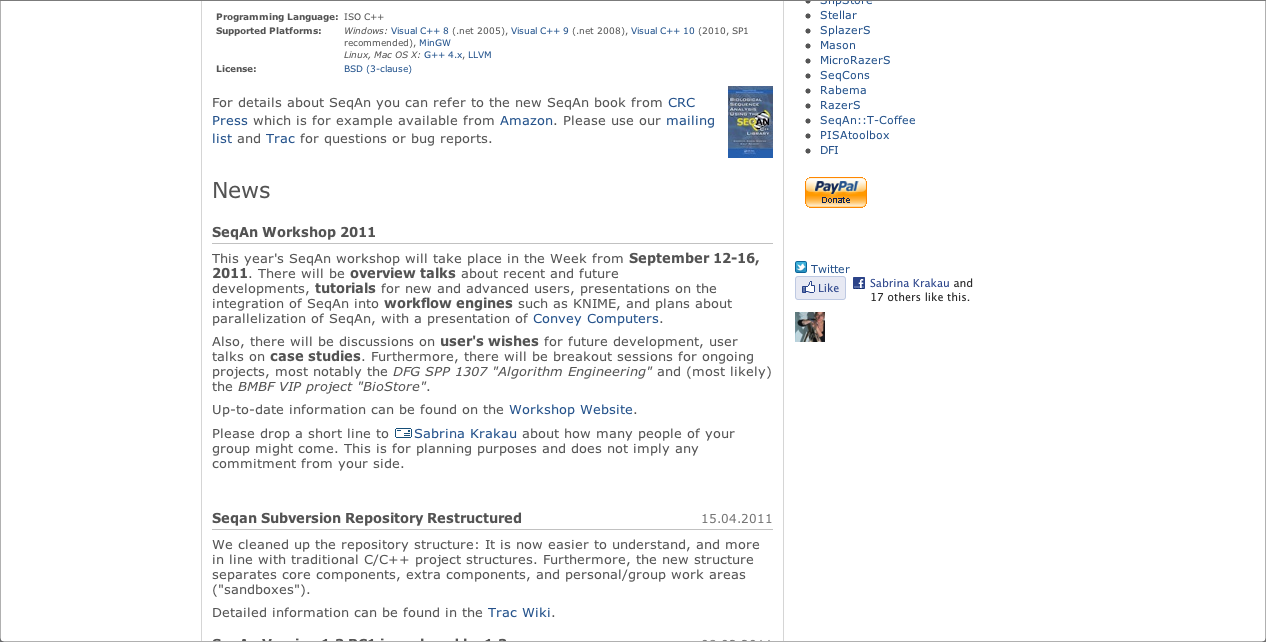 Programming Language: ISO C++
Supported Platforms: Windows: Visual C++ 8 (.net 2005), Visual C++ 9 (.net 2008), Visual C++ 10 (2010, SP1
recommended), MinGW
Linux, Mac OS X: G++ 4.x, LLVM
License: BSD (3-clause)
For details about SeqAn you can refer to the new SeqAn book from CRC
Press which is for example available from Amazon. Please use our mailing
list and Trac for questions or bug reports.
BIOLOGICAL
SEQUENCE
ANALYSIS
USING THE
SEQAN
C++
LIBRARY
News
SeqAn Workshop 2011
This year's SeqAn workshop will take place in the Week from September 12-16,
2011. There will be overview talks about recent and future
developments, tutorials for new and advanced users, presentations on the
integration of SeqAn into workflow engines such as KNIME, and plans about
parallelization of SeqAn, with a presentation of Convey Computers.
Also, there will be discussions on user's wishes for future development, user
talks on case studies. Furthermore, there will be breakout sessions for ongoing
projects, most notably the DFG SPP 1307 "Algorithm Engineering" and (most likely)
the BMBF VIP project "BioStore".
Up-to-date information can be found on the Workshop Website.
Please drop a short line to Sabrina Krakau about how many people of your
group might come. This is for planning purposes and does not imply any
commitment from your side.
Seqan Subversion Repository Restructured 15.04.2011
We cleaned up the repository structure: It is now easier to understand, and more
in line with traditional C/C++ project structures. Furthermore, the new structure
separates core components, extra components, and personal/group work areas
("sandboxes").
Detailed information can be found in the Trac Wiki.
SnpStore
Stellar
SplazerS
Mason
MicroRazerS
SeqCons
Rabema
RazerS
SeqAn::T-Coffee
PISAtoolbox
DFI
PayPal
Donate
Twitter
Like
Sabrina Krakau and
17 others like this.